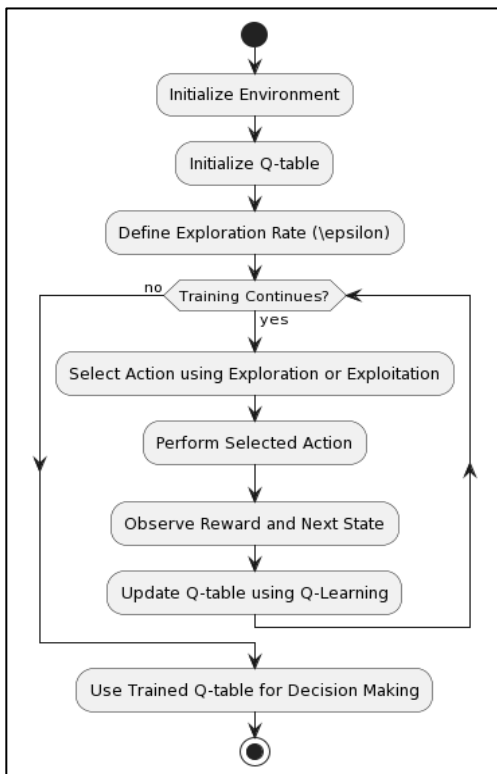 Initialize Environment
Initialize Q-table
Define Exploration Rate (\epsilon)
no
Training Continues?
yes
Select Action using Exploration or Exploitation
Perform Selected Action
Observe Reward and Next State
Update Q-table using Q-Learning
Use Trained Q-table for Decision Making